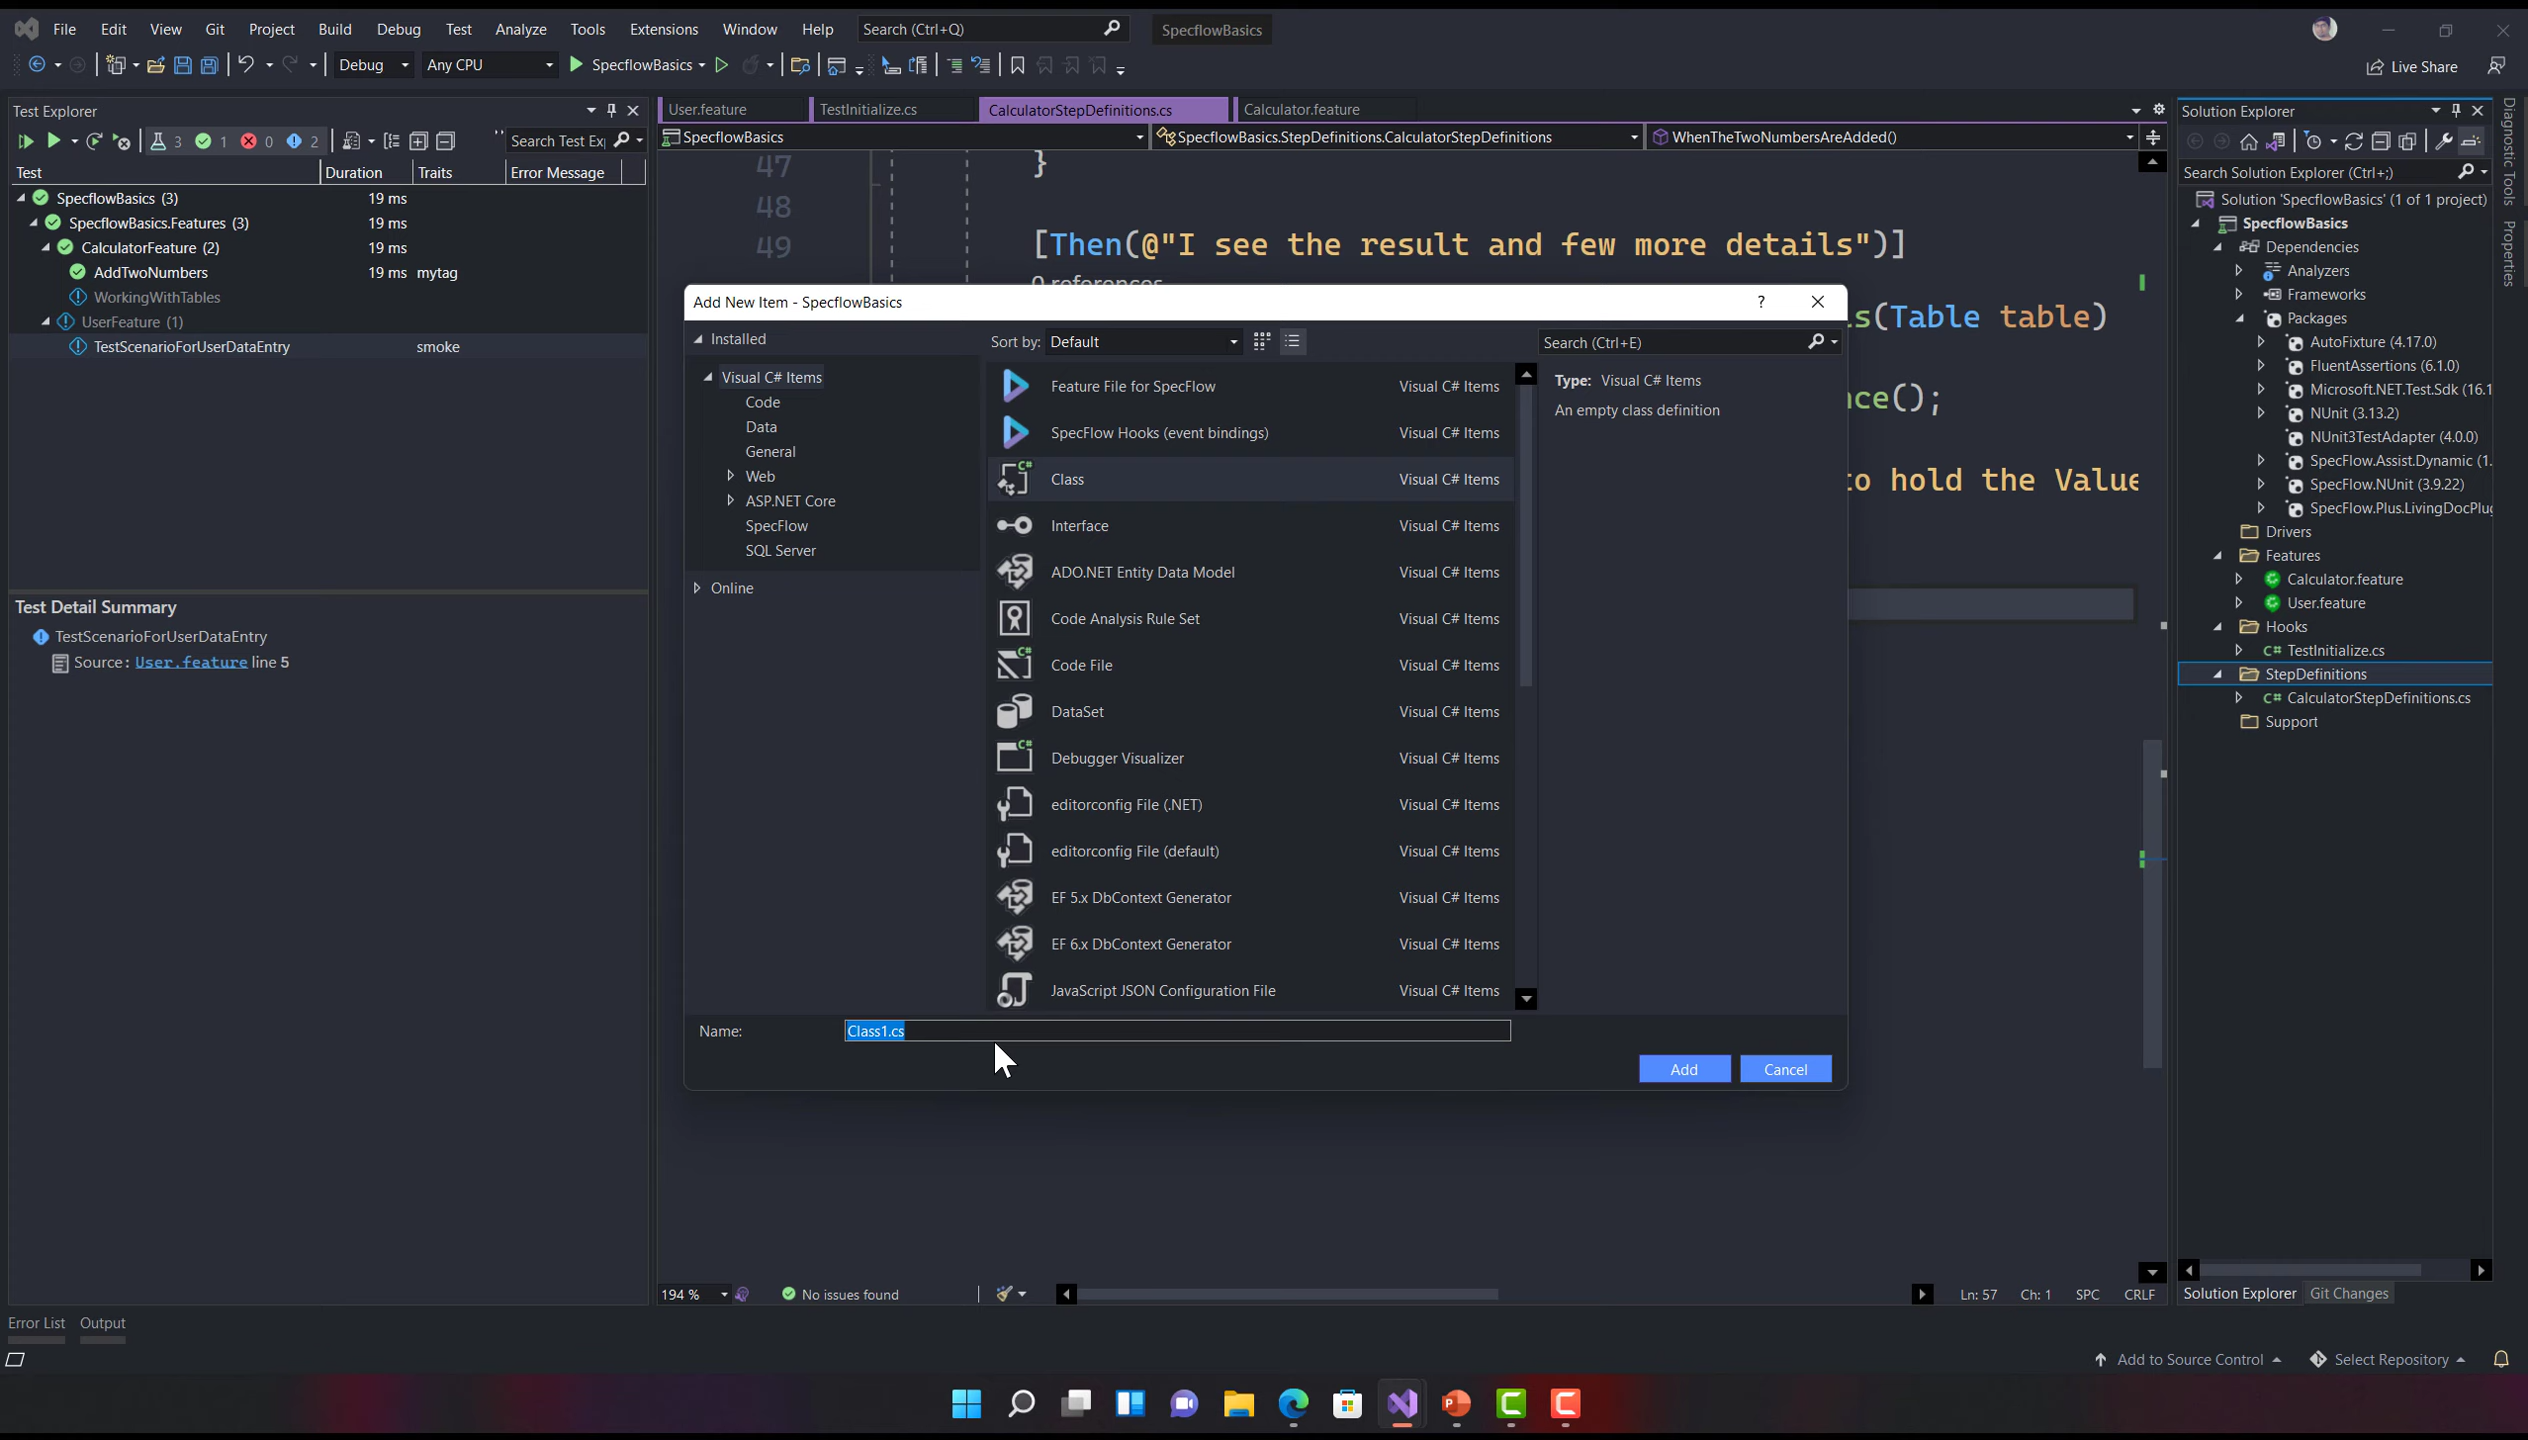 File Edit View Git Project Build Debug Test Analyze Tools Extensions Window Help Search (Ctrl+Q) SpecflowBasics
Debug Any CPU SpecflowBasics Live Share
Test Explorer
3 1 0 2 Search Test Ex
Test Duration Traits Error Message
SpecflowBasics (3) 19 ms
SpecflowBasics.Features (3) 19 ms
CalculatorFeature (2) 19 ms
AddTwoNumbers 19 ms mytag
WorkingWithTables
UserFeature (1)
TestScenarioForUserDataEntry smoke
Test Detail Summary
TestScenarioForUserDataEntry
Source: User.feature line 5
User.feature TestInitialize.cs CalculatorStepDefinitions.cs Calculator.feature
SpecflowBasics SpecflowBasics.StepDefinitions.CalculatorStepDefinitions WhenTheTwoNumbersAreAdded()
47 }
48
49 [Then(@"I see the result and few more details")]
0 references
ls(Table table)
nce();
to hold the Value
Add New Item - SpecflowBasics ?
Installed
Visual C# Items
Code
Data
General
Web
ASP.NET Core
SpecFlow
SQL Server
Online
Sort by: Default
Search (Ctrl+E)
Feature File for SpecFlow Visual C# Items
SpecFlow Hooks (event bindings) Visual C# Items
Class Visual C# Items
Interface Visual C# Items
ADO.NET Entity Data Model Visual C# Items
Code Analysis Rule Set Visual C# Items
Code File Visual C# Items
DataSet Visual C# Items
Debugger Visualizer Visual C# Items
editorconfig File (.NET) Visual C# Items
editorconfig File (default) Visual C# Items
EF 5.x DbContext Generator Visual C# Items
EF 6.x DbContext Generator Visual C# Items
JavaScript JSON Configuration File Visual C# Items
Type: Visual C# Items
An empty class definition
Name: Class1.cs
Add Cancel
194 % No issues found Ln: 57 Ch: 1 SPC CRLF
Solution Explorer
Search Solution Explorer (Ctrl+;)
Solution 'SpecflowBasics' (1 of 1 project)
SpecflowBasics
Dependencies
Analyzers
Frameworks
Packages
AutoFixture (4.17.0)
FluentAssertions (6.1.0)
Microsoft.NET.Test.Sdk (16.1
NUnit (3.13.2)
NUnit3TestAdapter (4.0.0)
SpecFlow.Assist.Dynamic (1.
SpecFlow.NUnit (3.9.22)
SpecFlow.Plus.LivingDocPlug
Drivers
Features
Calculator.feature
User.feature
Hooks
C# TestInitialize.cs
StepDefinitions
C# CalculatorStepDefinitions.cs
Support
Solution Explorer Git Changes
Diagnostic Tools
Properties
Error List Output
Add to Source Control Select Repository